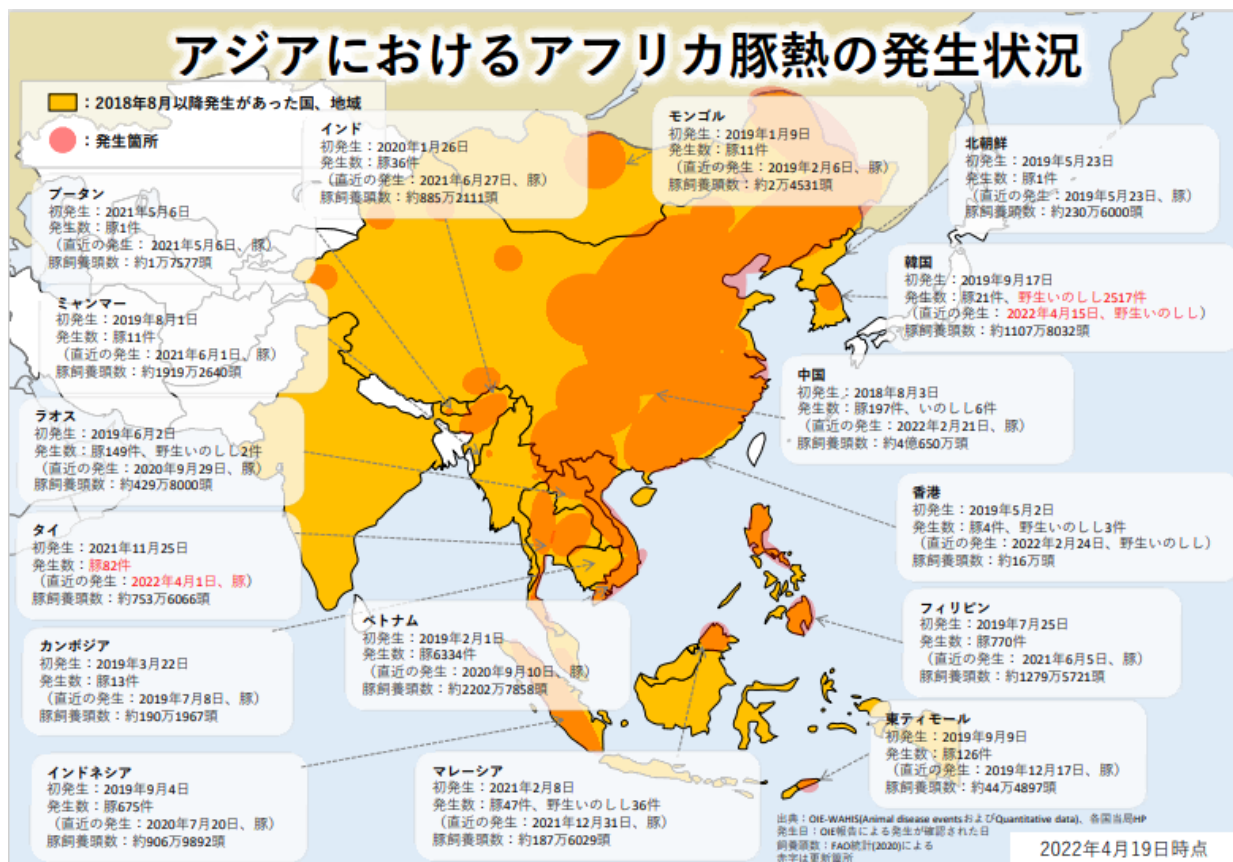 アジアにおけるアフリカ豚熱の発生状況
：2018年8月以降発生があった国、地域
：発生箇所
インド
初発生：2020年1月26日
発生数：豚36件
（直近の発生：2021年6月27日、豚）
豚飼養頭数：約885万2111頭
モンゴル
初発生：2019年1月9日
発生数：豚11件
（直近の発生：2019年2月6日、豚）
豚飼養頭数：約2万4531頭
北朝鮮
初発生：2019年5月23日
発生数：豚1件
（直近の発生：2019年5月23日、豚）
豚飼養頭数：約230万6000頭
ブータン
初発生：2021年5月6日
発生数：豚1件
（直近の発生： 2021年5月6日、豚）
豚飼養頭数：約1万7577頭
韓国
初発生：2019年9月17日
発生数：豚21件、野生いのしし2517件
（直近の発生： 2022年4月15日、野生いのしし）
豚飼養頭数：約1107万8032頭
ミャンマー
初発生：2019年8月1日
発生数：豚11件
（直近の発生：2021年6月1日、豚）
豚飼養頭数：約1919万2640頭
中国
初発生：2018年8月3日
発生数：豚197件、いのしし6件
（直近の発生：2022年2月21日、豚）
豚飼養頭数：約4億650万頭
ラオス
初発生：2019年6月2日
発生数：豚149件、野生いのしし2件
（直近の発生：2020年9月29日、豚）
豚飼養頭数：約429万8000頭
香港
初発生：2019年5月2日
発生数：豚4件、野生いのしし3件
（直近の発生：2022年2月24日、野生いのしし）
豚飼養頭数：約16万頭
タイ
初発生：2021年11月25日
発生数：豚82件
（直近の発生：2022年4月1日、豚）
豚飼養頭数：約753万6066頭
フィリピン
初発生：2019年7月25日
発生数：豚770件
（直近の発生： 2021年6月5日、豚）
豚飼養頭数：約1279万5721頭
ベトナム
初発生：2019年2月1日
発生数：豚6334件
（直近の発生：2020年9月10日、豚）
豚飼養頭数：約2202万7858頭
カンボジア
初発生：2019年3月22日
発生数：豚13件
（直近の発生：2019年7月8日、豚）
豚飼養頭数：約190万1967頭
東ティモール
初発生：2019年9月9日
発生数：豚126件
（直近の発生：2019年12月17日、豚）
豚飼養頭数：約44万4897頭
インドネシア
初発生：2019年9月4日
発生数：豚675件
（直近の発生：2020年7月20日、豚）
豚飼養頭数：約906万9892頭
マレーシア
初発生：2021年2月8日
発生数：豚47件、野生いのしし36件
（直近の発生：2021年12月31日、豚）
豚飼養頭数：約187万6029頭
出典：OIE-WAHIS(Animal disease eventsおよびQuantitative data)、各国当局HP
発生日：OIE報告による発生が確認された日
飼養頭数：FAO統計(2020)による
赤字は更新箇所
2022年4月19日時点